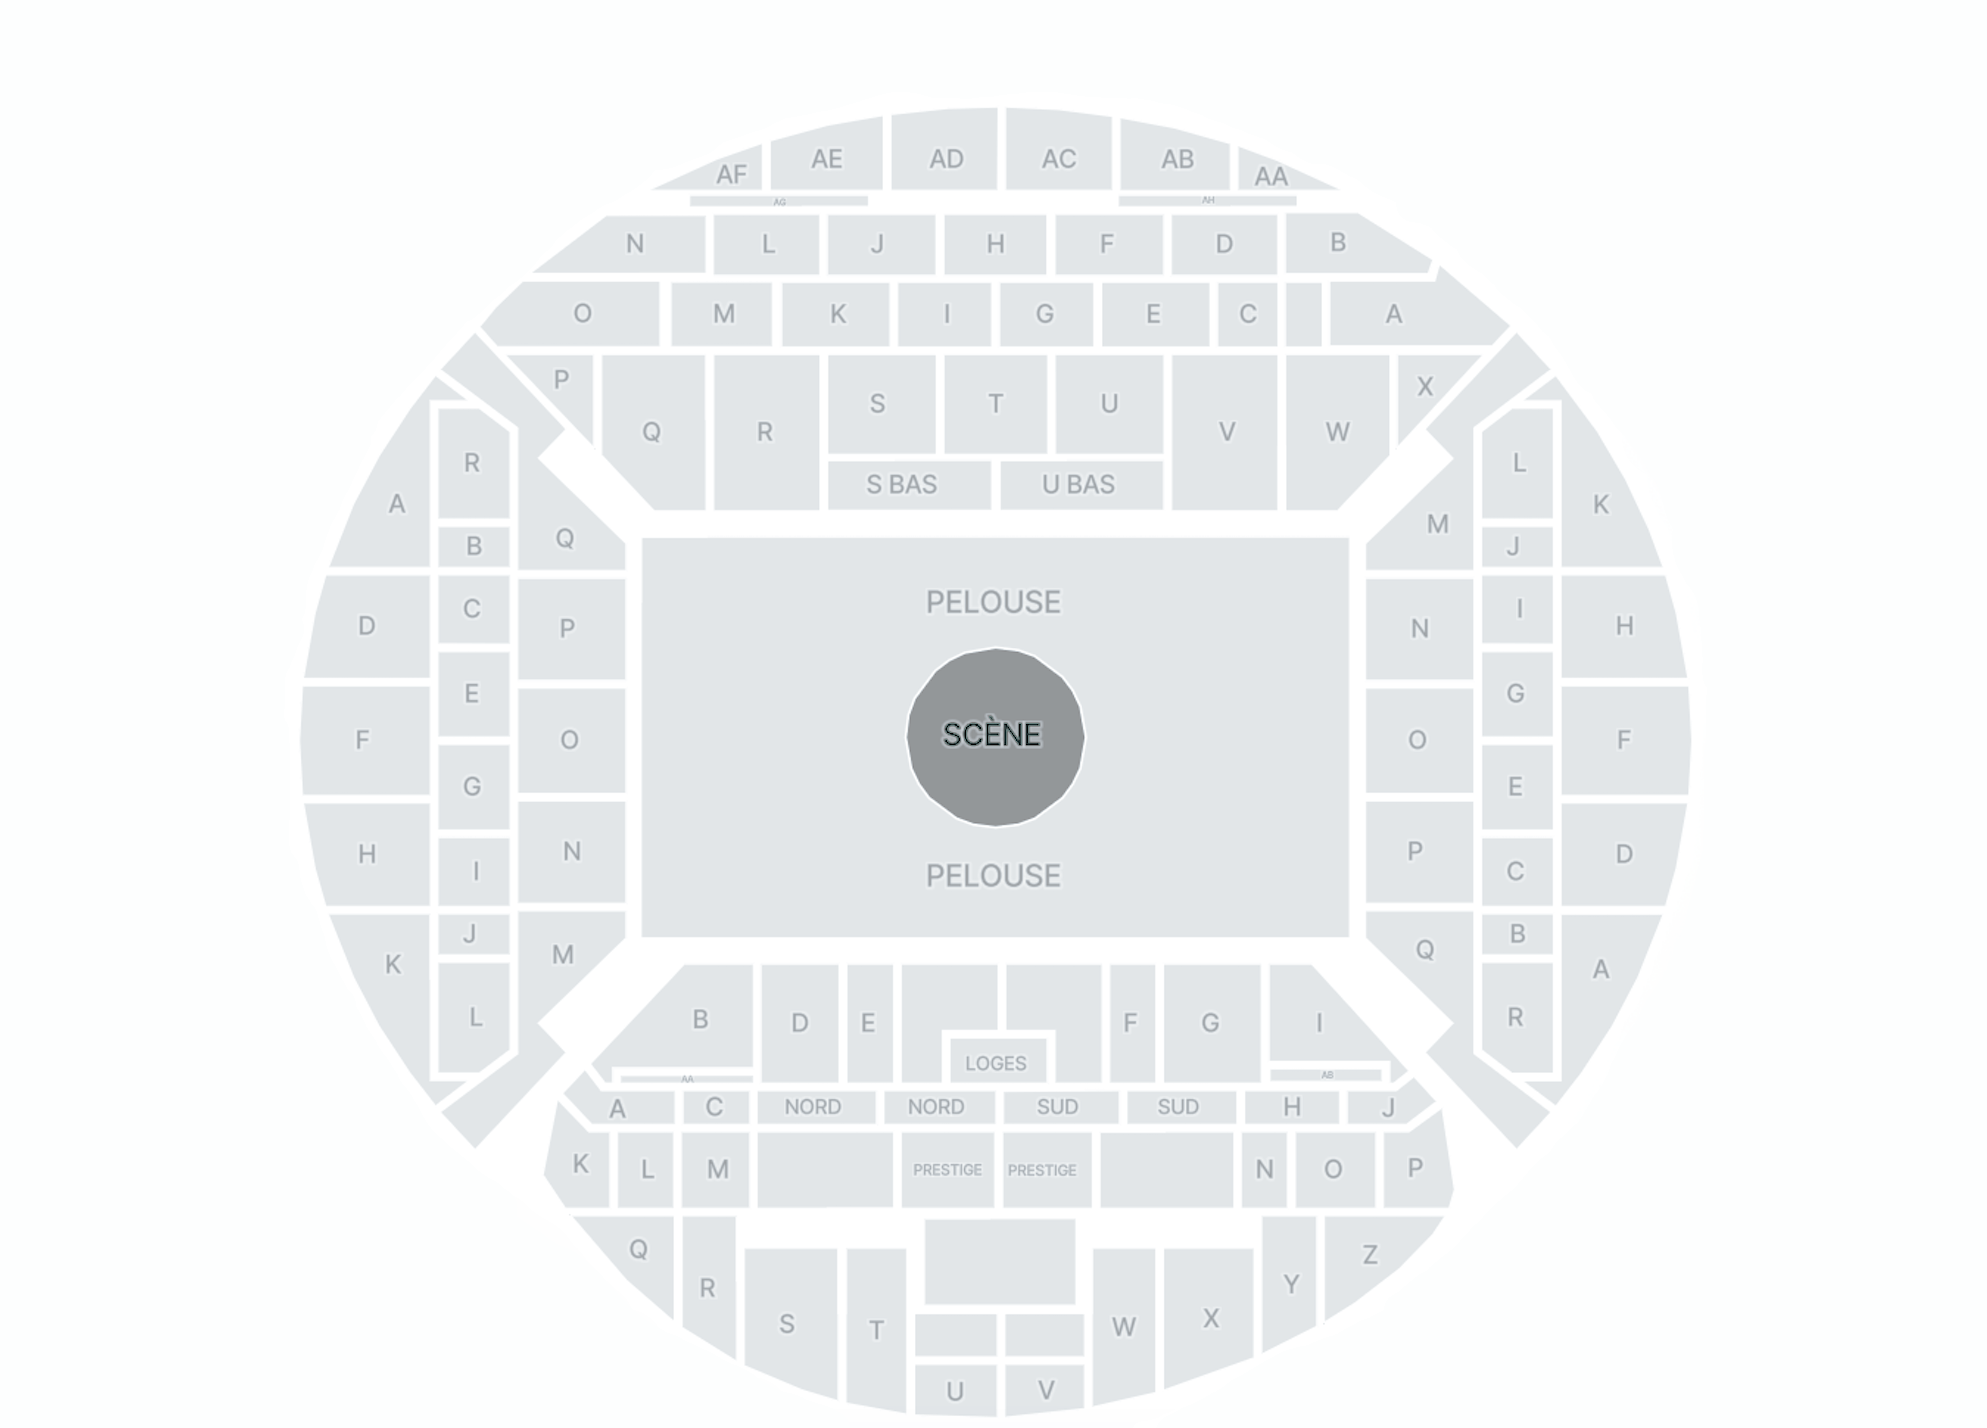 AF AE AD AC AB AA
AG AH
N L J H F D B
O M K I G E C A
P Q R S T U V W X
S BAS U BAS
A R B Q
D C P
F E O
H G N
K I M
J
L
PELOUSE
SCÈNE
PELOUSE
M L J K
N I H
O G F
P E D
Q C A
B
R
B D E F G I
LOGES
AA AB
A C NORD NORD SUD SUD H J
K L M PRESTIGE PRESTIGE N O P
Q R S T U V W X Y Z